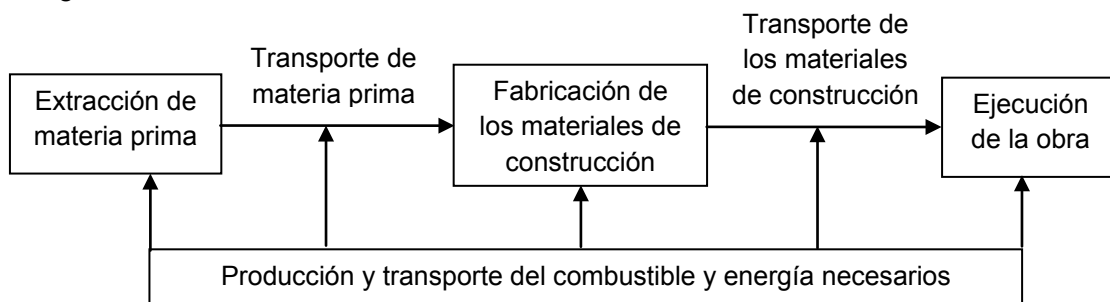 Transporte de
materia prima
Transporte de
los materiales
de construcción
Extracción de
materia prima
Fabricación de
los materiales de
construcción
Ejecución
de la obra
Producción y transporte del combustible y energía necesarios